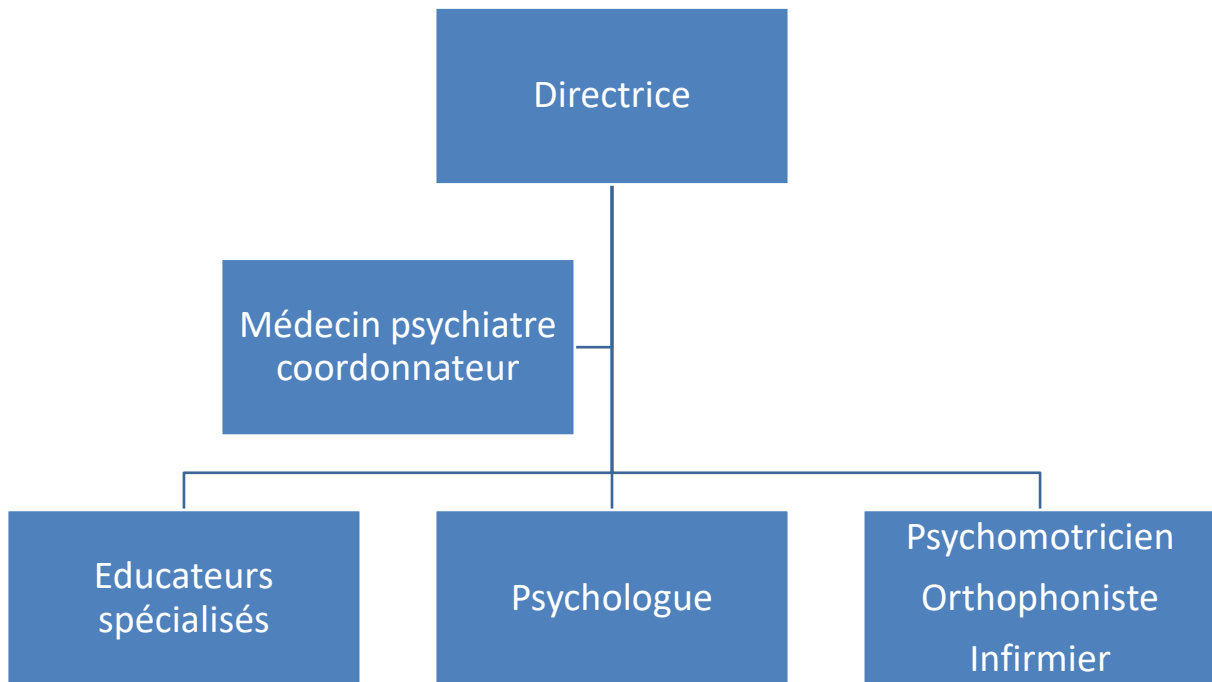 Directrice
Médecin psychiatre
coordonnateur
Educateurs
spécialisés
Psychologue
Psychomotricien
Orthophoniste
Infirmier